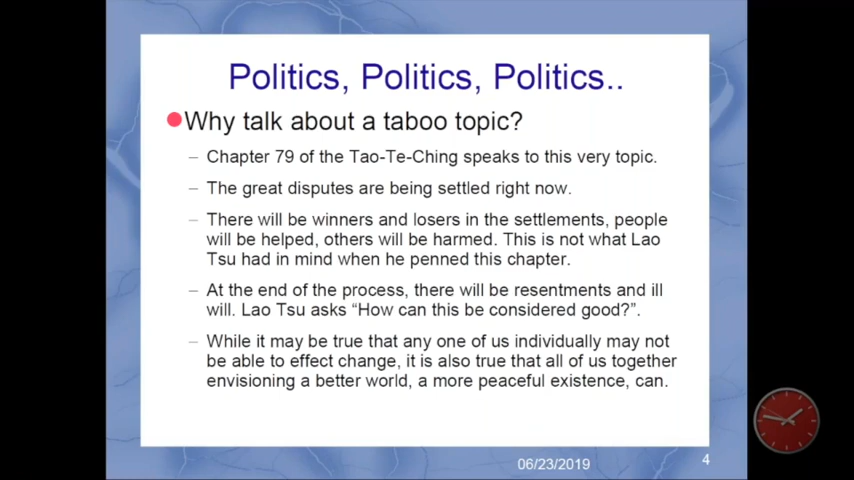 Politics, Politics, Politics..
Why talk about a taboo topic?
– Chapter 79 of the Tao-Te-Ching speaks to this very topic.
– The great disputes are being settled right now.
– There will be winners and losers in the settlements, people
will be helped, others will be harmed. This is not what Lao
Tsu had in mind when he penned this chapter.
– At the end of the process, there will be resentments and ill
will. Lao Tsu asks “How can this be considered good?”.
– While it may be true that any one of us individually may not
be able to effect change, it is also true that all of us together
envisioning a better world, a more peaceful existence, can.
06/23/2019
4